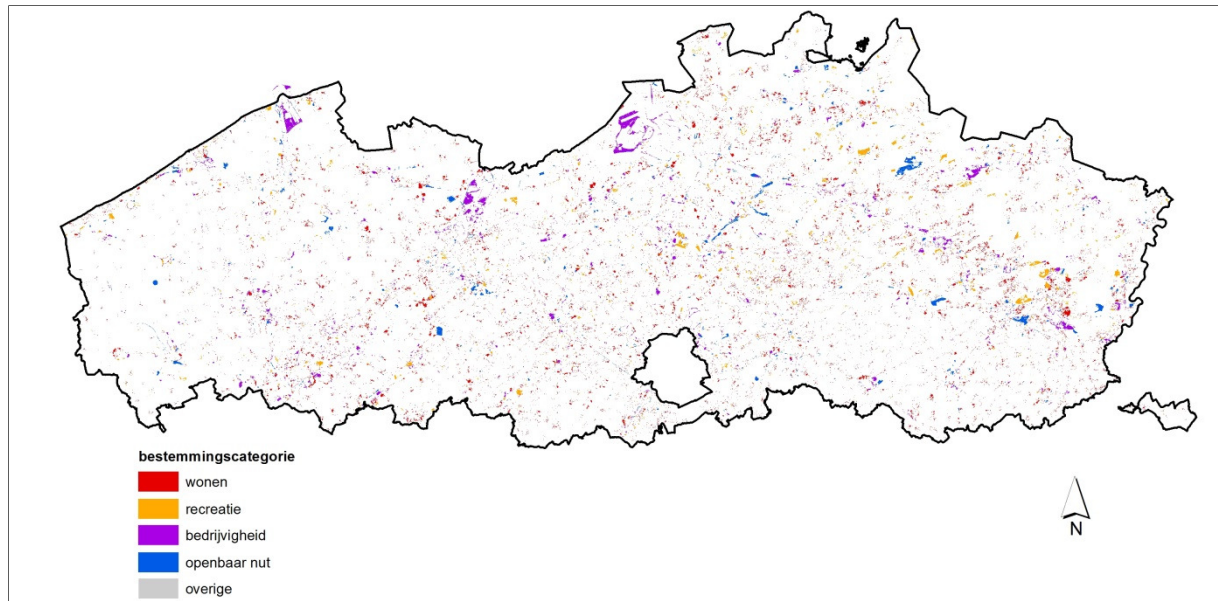 bestemmingscategorie
wonen
recreatie
bedrijvigheid
openbaar nut
overige
N